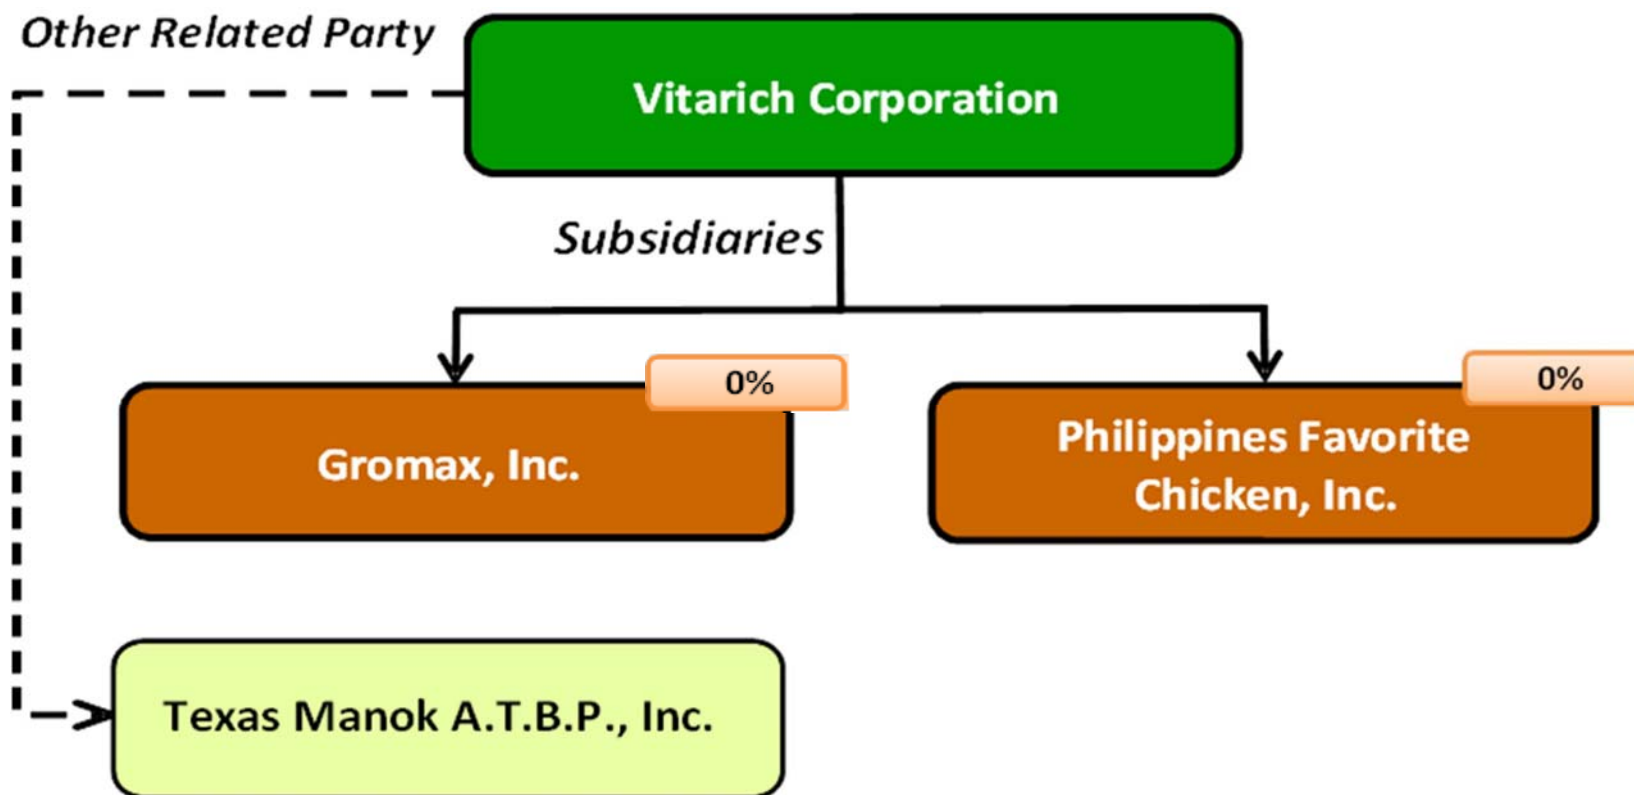 Other Related Party
Vitarich Corporation
Subsidiaries
0%
0%
Gromax, Inc.
Philippines Favorite
Chicken, Inc.
Texas Manok A.T.B.P., Inc.